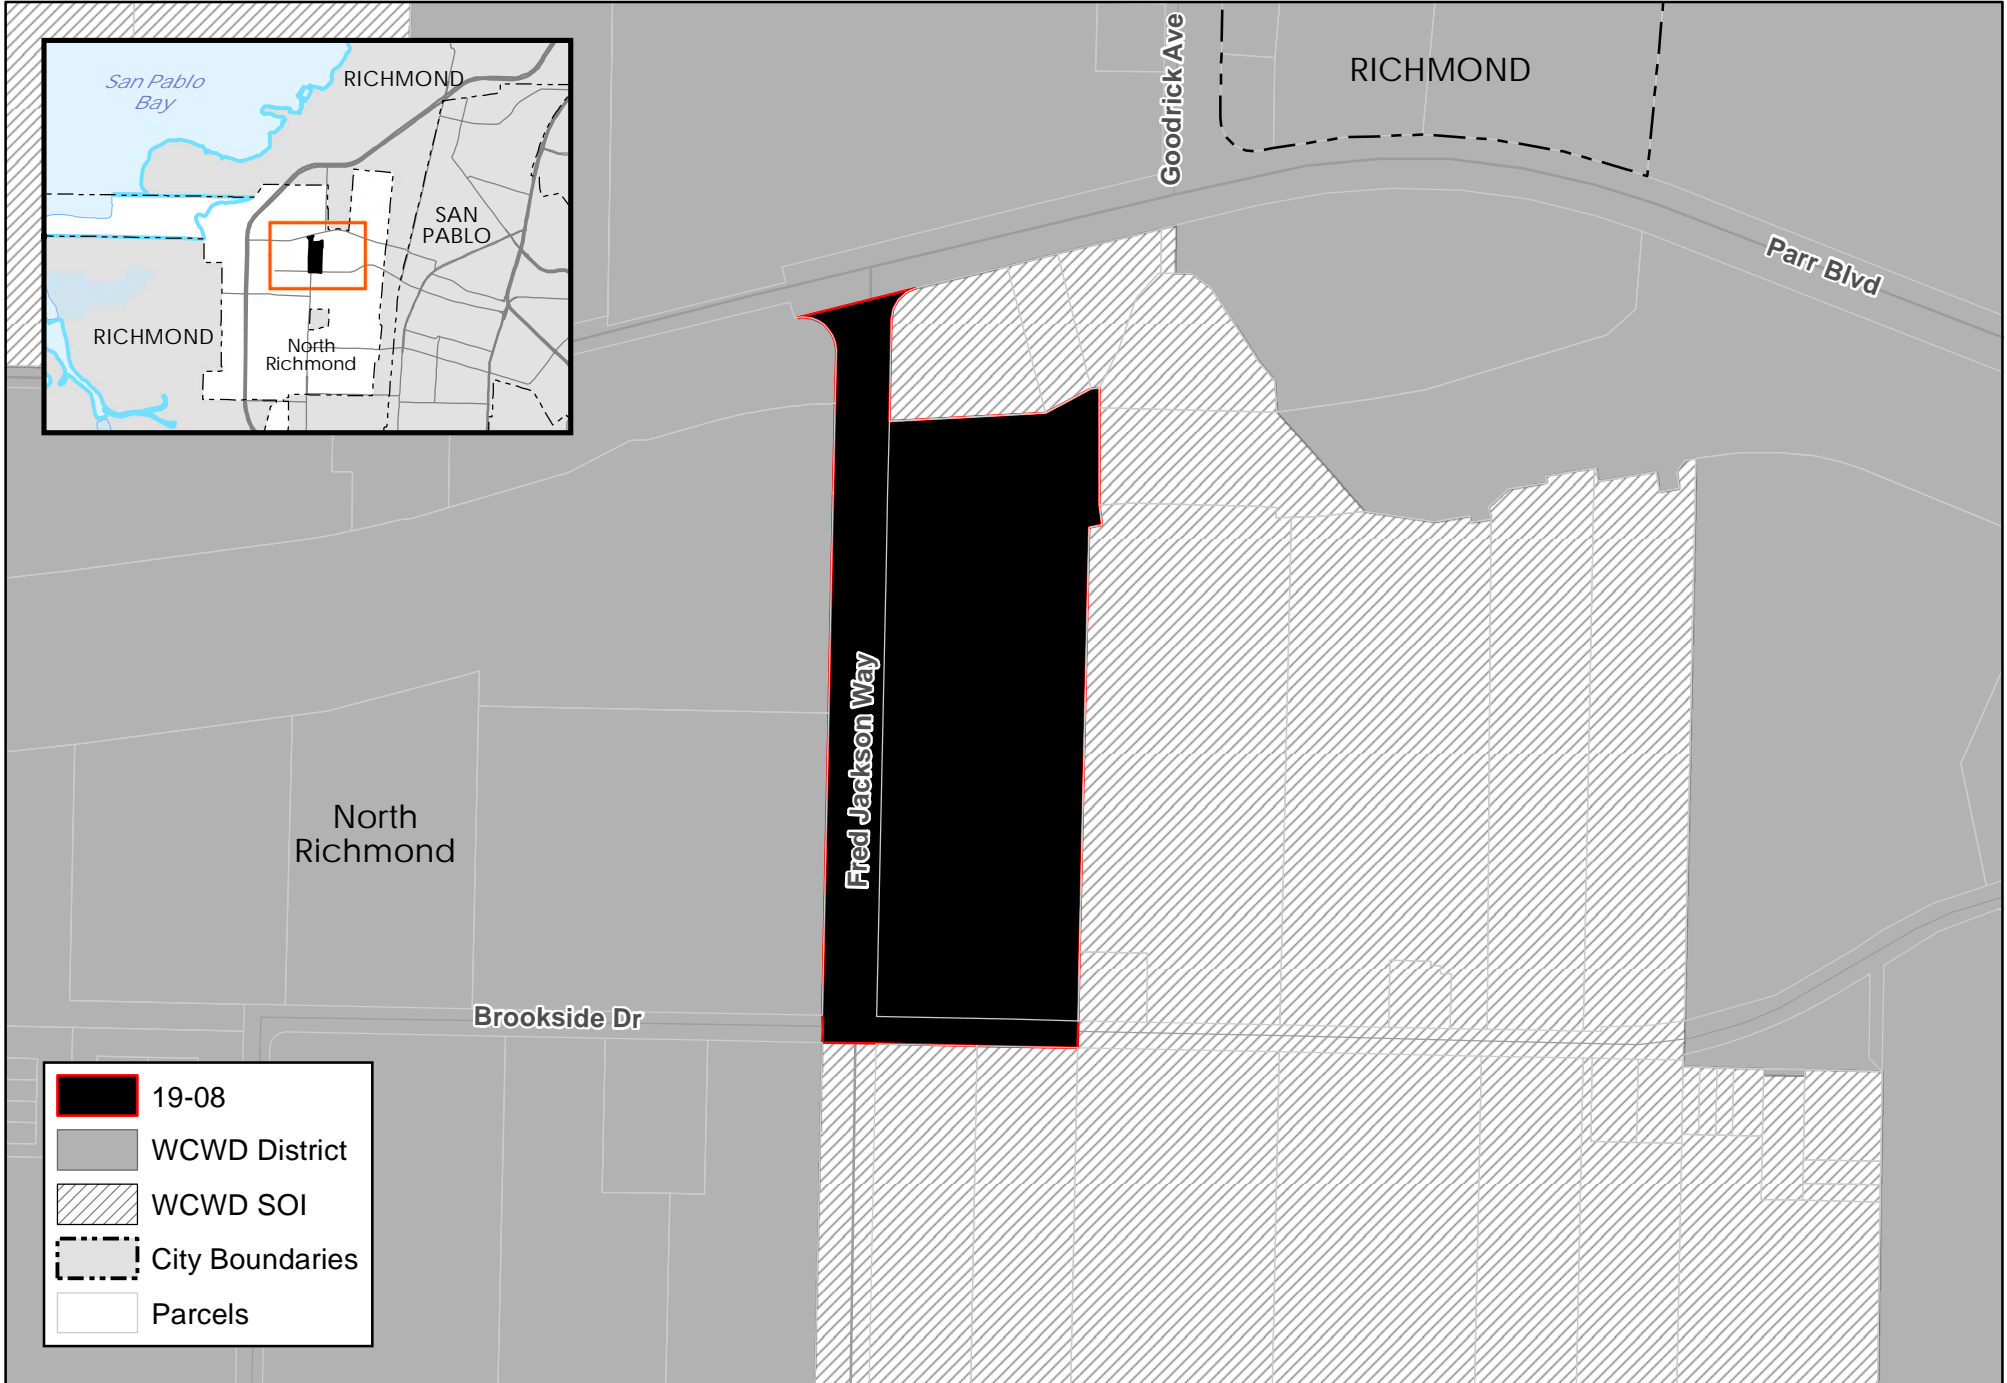 San Pablo
Bay
RICHMOND
SAN
PABLO
RICHMOND
North
Richmond
Goodrick Ave
RICHMOND
Parr Blvd
Fred Jackson Way
North
Richmond
Brookside Dr
19-08
WCWD District
WCWD SOI
City Boundaries
Parcels